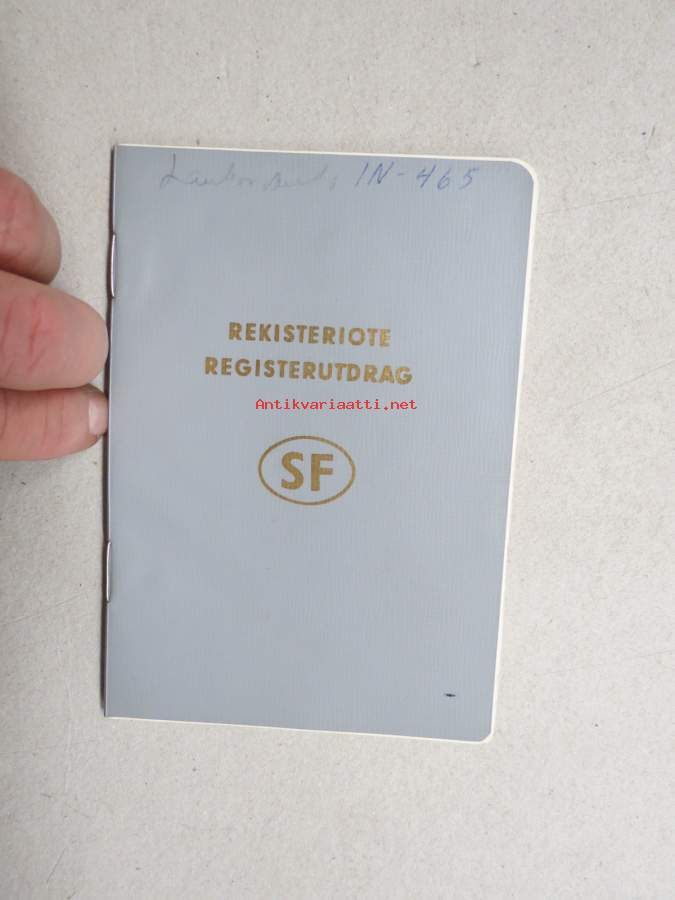 IN-465
REKISTERIOTE
REGISTERUTDRAG
Antikvariaatti.net
SF